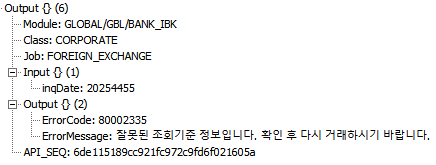 Output {} (6)
Module: GLOBAL/GBL/BANK_IBK
Class: CORPORATE
Job: FOREIGN_EXCHANGE
Input {} (1)
inqDate: 20254455
Output {} (2)
ErrorCode: 80002335
ErrorMessage: 잘못된 조회기준 정보입니다. 확인 후 다시 거래하시기 바랍니다.
API_SEQ: 6de115189cc921fc972c9fd6f021605a